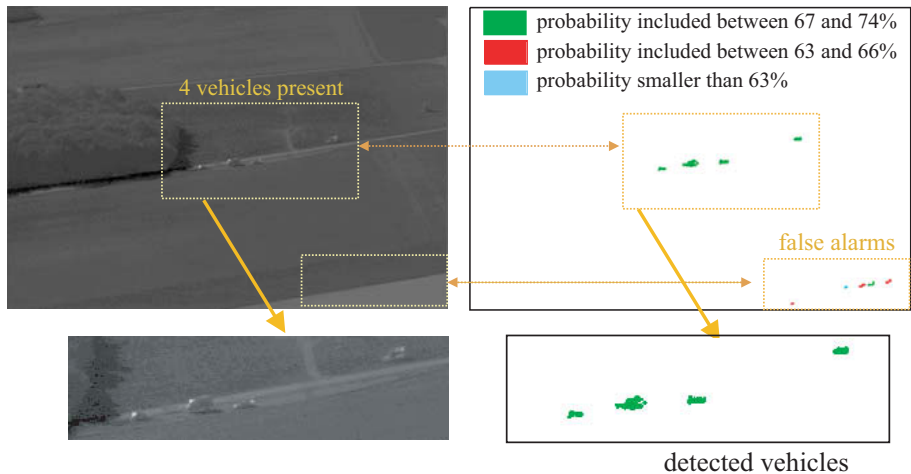 probability included between 67 and 74%
probability included between 63 and 66%
probability smaller than 63%
4 vehicles present
false alarms
detected vehicles